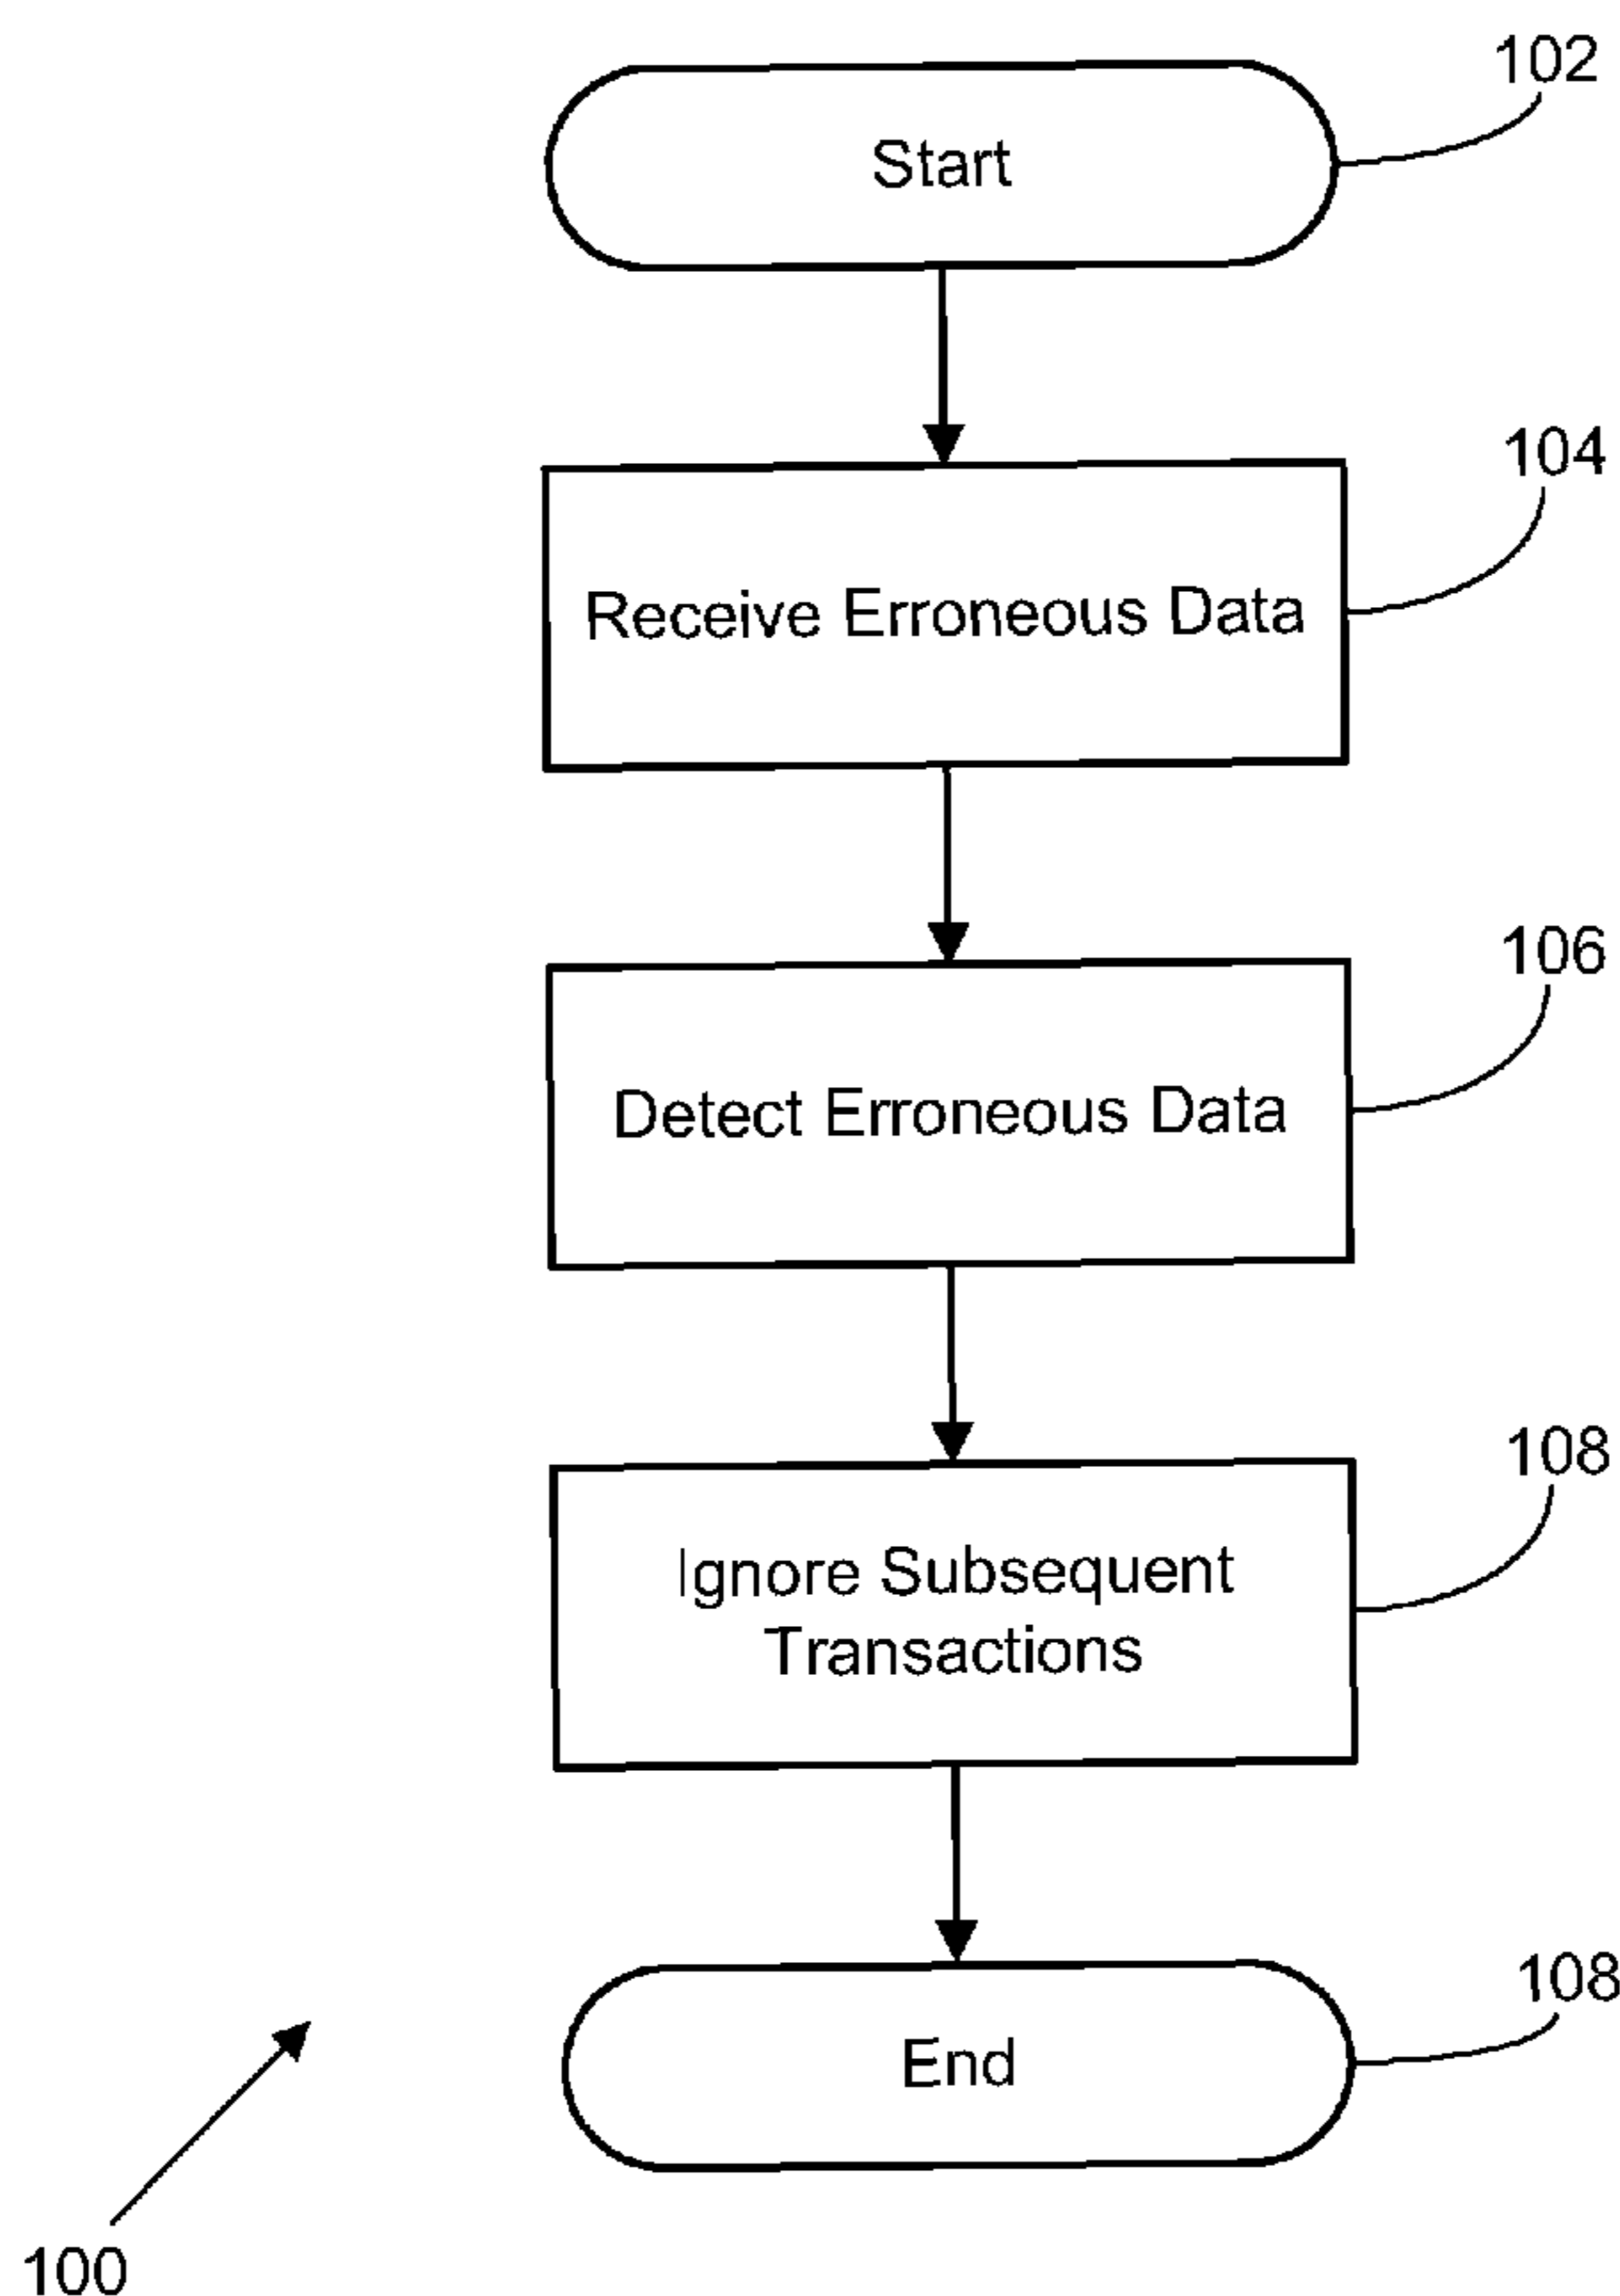 102
Start
104
Receive Erroneous Data
106
Detect Erroneous Data
108
Ignore Subsequent
Transactions
108
End
100